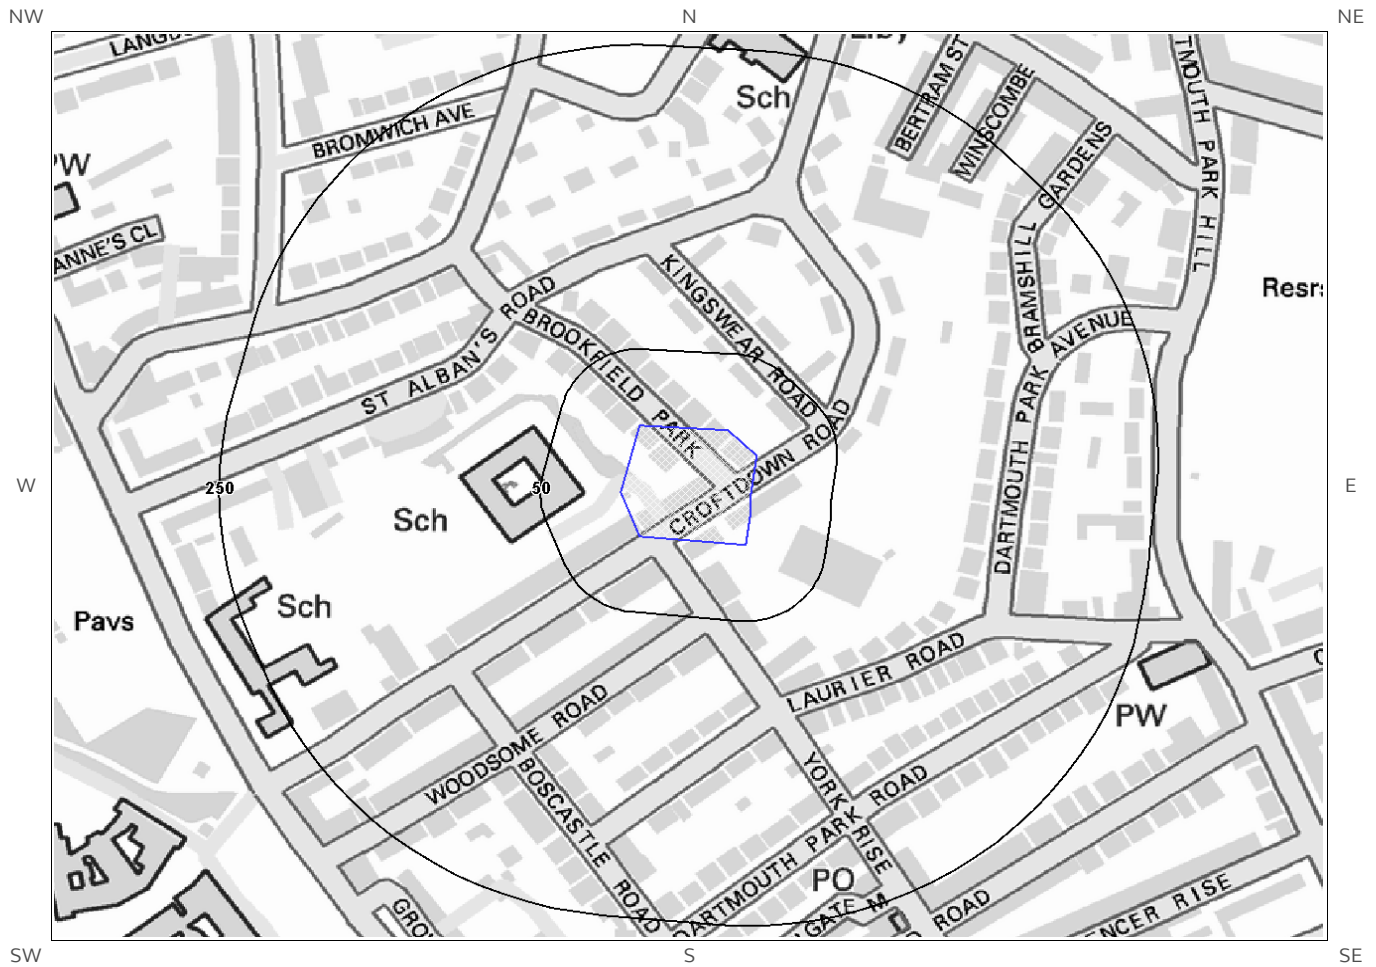 NW
N
NE
BERTRAM ST
WINSCOMBE
Sch
BROMWICH AVE
GARDENS
PARK HILL
ANNE'S CL
KINGSWEAR ROAD
BRAMSHILL
ST ALBAN'S ROAD
BROOKFIELD PARK
AVENUE
DARTMOUTH PARK
CROFTDOWN ROAD
W
250
50
E
Sch
Sch
Pavs
LAURIER ROAD
PW
WOODSOME ROAD
BOSCASTLE ROAD
YORK RISE
DARTMOUTH PARK ROAD
PO
ROAD
SW
S
SE